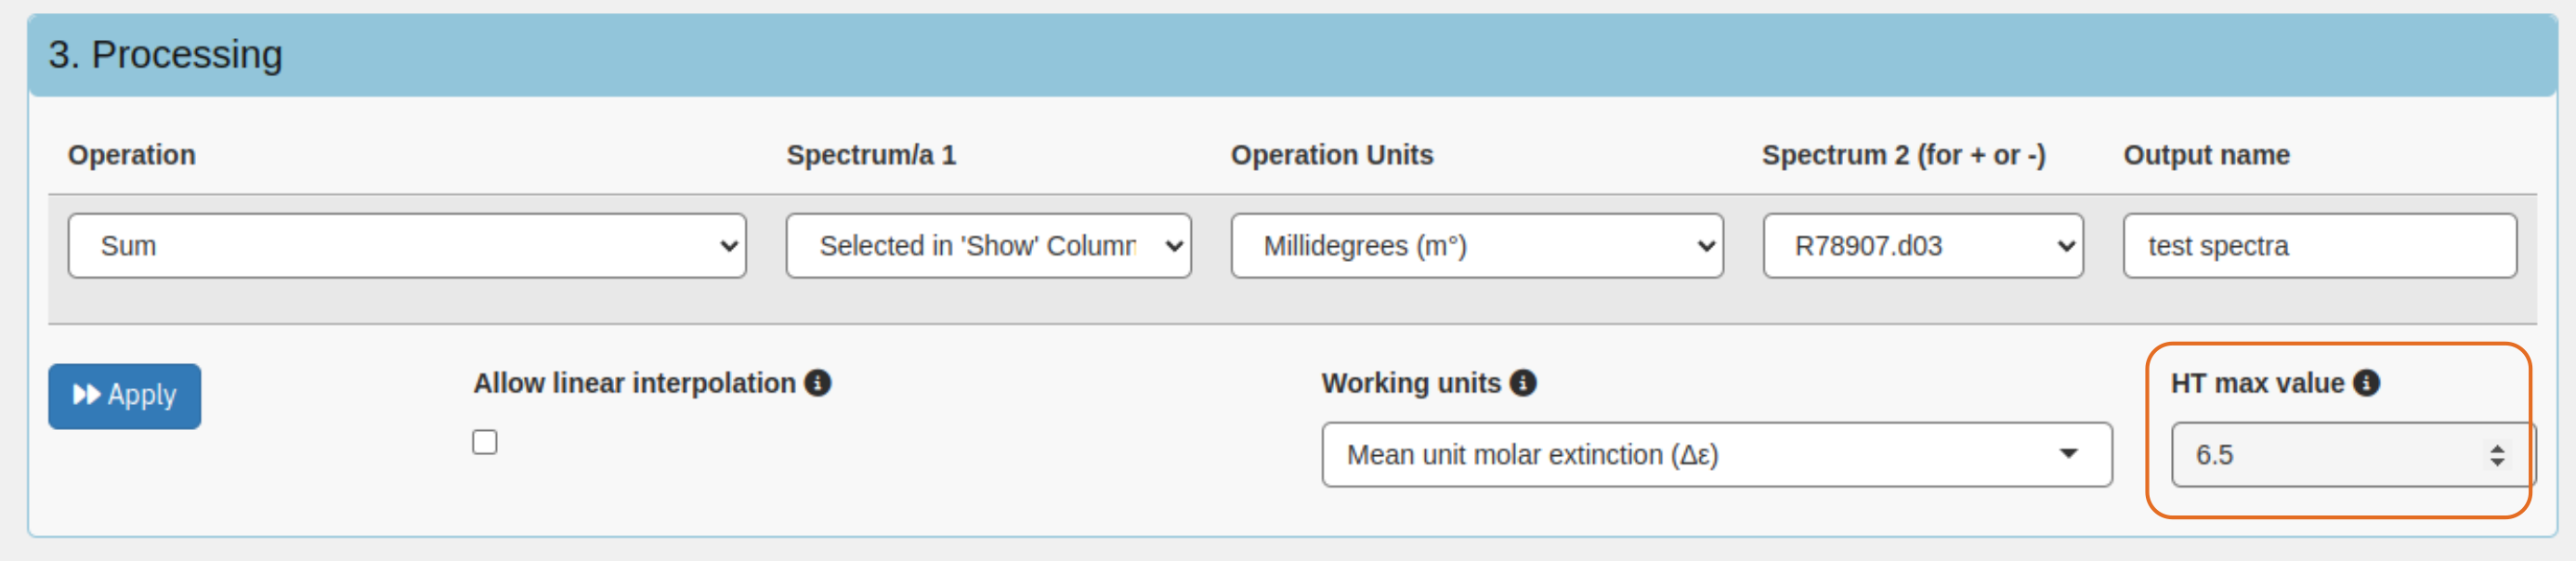 3. Processing
Operation Spectrum/a 1 Operation Units Spectrum 2 (for + or -) Output name
Sum Selected in 'Show' Column Millidegrees (m°) R78907.d03 test spectra
Apply Allow linear interpolation Working units HT max value
Mean unit molar extinction (Δε) 6.5